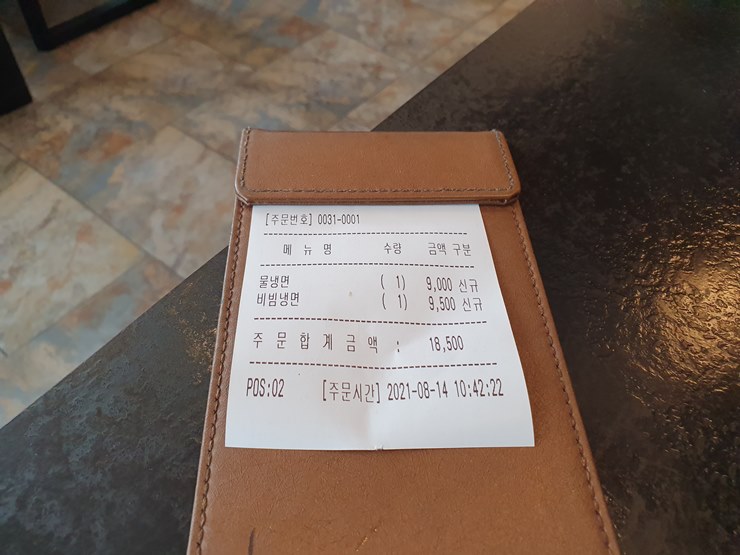 [주문번호] 0031-0001
메 뉴 명 수량 금액 구분
물냉면 ( 1) 9,000 신규
비빔냉면 ( 1) 9,500 신규
주 문 합 계 금 액 : 18,500
POS:02 [주문시간] 2021-08-14 10:42:22